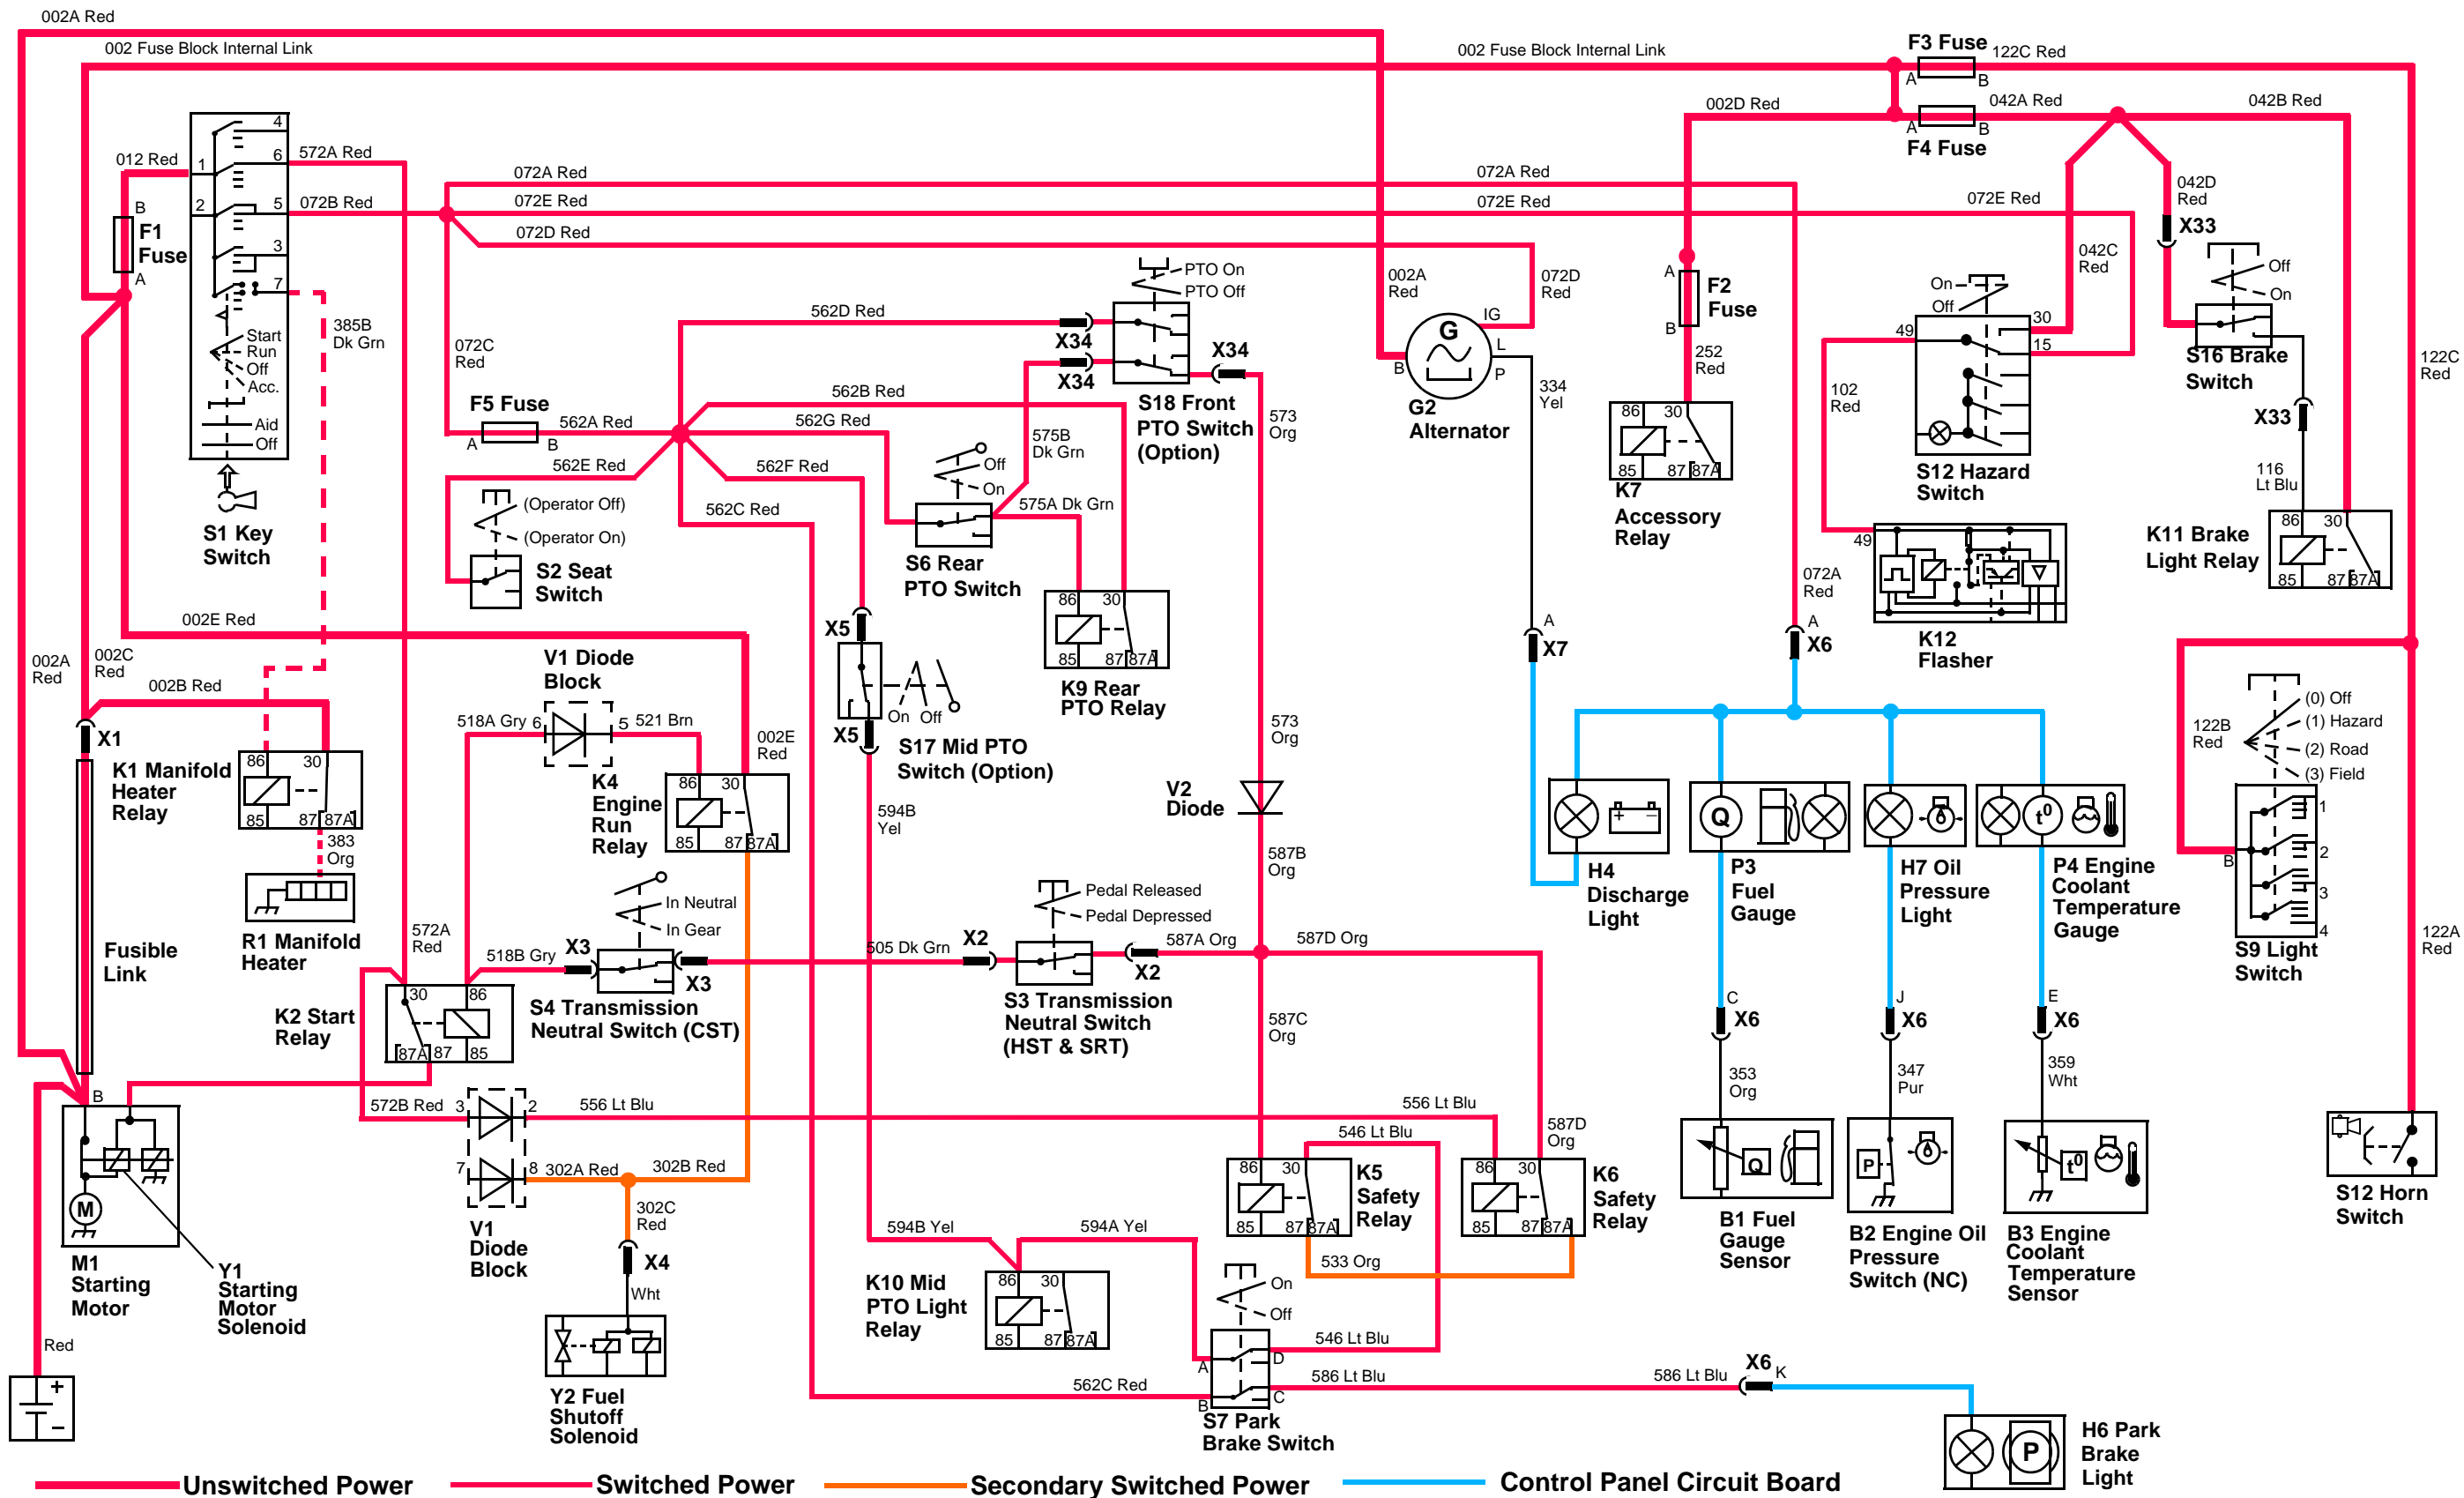 002A Red
002 Fuse Block Internal Link
002 Fuse Block Internal Link
F3 Fuse
122C Red
A
B
002D Red
042A Red
042B Red
A
B
F4 Fuse
4
012 Red
1
6
572A Red
072A Red
072A Red
B
2
5
072B Red
072E Red
072E Red
072E Red
042D
Red
X33
F1
Fuse
3
072D Red
A
7
385B
Dk Grn
Start
Run
Off
Acc.
Aid
Off
S1 Key
Switch
072C
Red
562D Red
PTO On
PTO Off
X34
X34
X34
S18 Front
PTO Switch
(Option)
002A
Red
072D
Red
IG
G
L
B
P
G2
Alternator
334
Yel
A
F2
Fuse
B
252
Red
86
30
85
87
87A
K7
Accessory
Relay
042C
Red
On
Off
30
49
15
102
Red
S12 Hazard
Switch
Off
On
S16 Brake
Switch
X33
116
Lt Blu
122C
Red
86
30
85
87
87A
K11 Brake
Light Relay
49
K12
Flasher
F5 Fuse
A
B
562A Red
562B Red
562G Red
562E Red
562F Red
562C Red
(Operator Off)
(Operator On)
S2 Seat
Switch
Off
On
575B
Dk Grn
575A Dk Grn
S6 Rear
PTO Switch
573
Org
86
30
85
87
87A
K9 Rear
PTO Relay
072A
Red
A
X7
A
X6
002E Red
002A
Red
002C
Red
002B Red
X1
K1 Manifold
Heater
Relay
86
30
85
87
87A
383
Org
R1 Manifold
Heater
Fusible
Link
V1 Diode
Block
518A Gry
6
5
521 Brn
002E
Red
K4
Engine
Run
Relay
86
30
85
87
87A
X5
On
Off
X5
S17 Mid PTO
Switch (Option)
594B
Yel
573
Org
V2
Diode
587B
Org
H4
Discharge
Light
Q
P3
Fuel
Gauge
H7 Oil
Pressure
Light
t0
P4 Engine
Coolant
Temperature
Gauge
122B
Red
(0) Off
(1) Hazard
(2) Road
(3) Field
1
2
B
3
4
S9 Light
Switch
122A
Red
572A
Red
518B Gry
In Neutral
In Gear
X3
X3
S4 Transmission
Neutral Switch (CST)
505 Dk Grn
X2
Pedal Released
Pedal Depressed
X2
S3 Transmission
Neutral Switch
(HST & SRT)
587A Org
587D Org
587C
Org
K2 Start
Relay
30
86
87A
87
85
C
X6
J
X6
E
X6
353
Org
347
Pur
359
Wht
B
572B Red
3
2
556 Lt Blu
556 Lt Blu
587D
Org
546 Lt Blu
7
8
302A Red
302B Red
302C
Red
V1
Diode
Block
M
M1
Starting
Motor
Y1
Starting
Motor
Solenoid
Red
+
−
X4
Wht
Y2 Fuel
Shutoff
Solenoid
594B Yel
594A Yel
86
30
85
87
87A
K10 Mid
PTO Light
Relay
86
30
85
87
87A
K5
Safety
Relay
533 Org
86
30
85
87
87A
K6
Safety
Relay
On
Off
A
D
B
C
546 Lt Blu
562C Red
586 Lt Blu
586 Lt Blu
S7 Park
Brake Switch
X6
K
Q
B1 Fuel
Gauge
Sensor
P
B2 Engine Oil
Pressure
Switch (NC)
t0
B3 Engine
Coolant
Temperature
Sensor
S12 Horn
Switch
P
H6 Park
Brake
Light
Unswitched Power
Switched Power
Secondary Switched Power
Control Panel Circuit Board